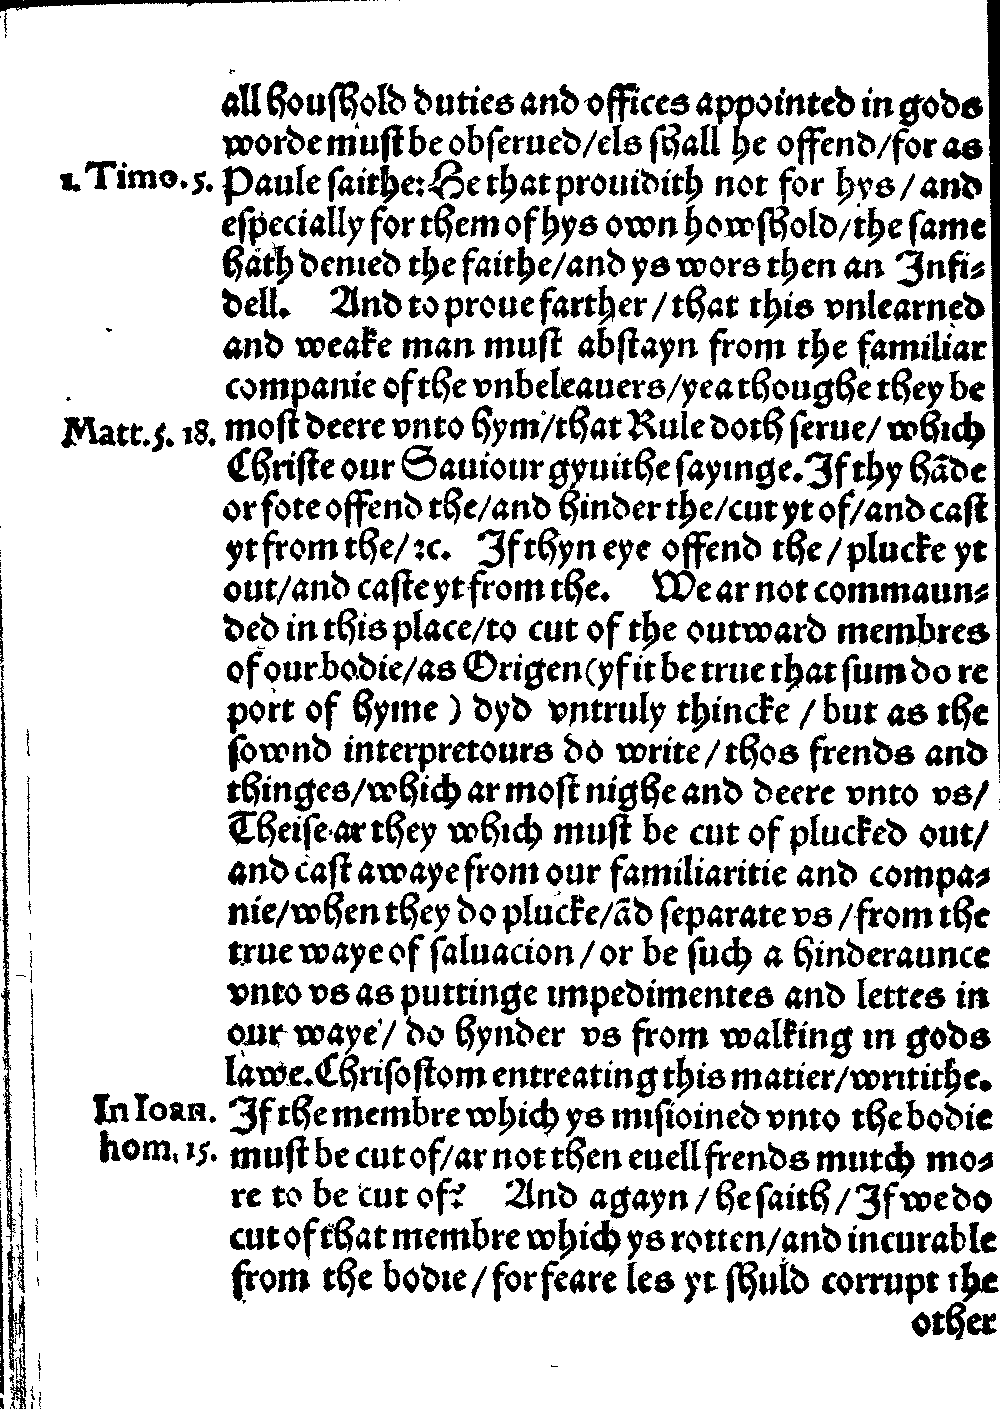 all houſhold duties and offices appointed in gods
worde muſt be obſerued/els ſhall he offend/for as
1. Timo. 5. Paule ſaithe: He that prouidith not for hys/and
eſpecially for them of hys own howſhold/the ſame
hath denied the faithe/and ys wors then an Infi⸗
dell. And to proue farther/that this vnlearned
and weake man muſt abſtayn from the familiar
companie of the vnbeleauers/yea thoughe they be
Matt. 5. 18. moſt deere vnto hym/that Rule doth ſerue/which
Chriſte our Sauiour gyuithe ſayinge. If thy hãde
or fote offend the/and hinder the/cut yt of/and caſt
yt from the/ꝛc. If thyn eye offend the/plucke yt
out/and caſte yt from the. We ar not commaun⸗
ded in this place/to cut of the outward membres
of our bodie/as Origen (yf it be true that ſum do re
port of hyme) dyd vntruly thincke/but as the
ſownd interpretours do write/thos frends and
thinges/which ar moſt nighe and deere vnto vs/
Theiſe ar they which muſt be cut of plucked out/
and caſt awaye from our familiaritie and compa⸗
nie/when they do plucke/ãd ſeparate vs/from the
true waye of ſaluacion/or be ſuch a hinderaunce
vnto vs as puttinge impedimentes and lettes in
our waye/do hynder vs from walking in gods
lawe. Chriſoſtom entreating this matier/writithe.
In Ioan. If the membre which ys miſioined vnto the bodie
hom. 15. muſt be cut of/ar not then euell frends mutch mo⸗
re to be cut of? And agayn/he ſaith/If we do
cut of that membre which ys rotten/and incurable
from the bodie/for feare les yt ſhuld corrupt the
other